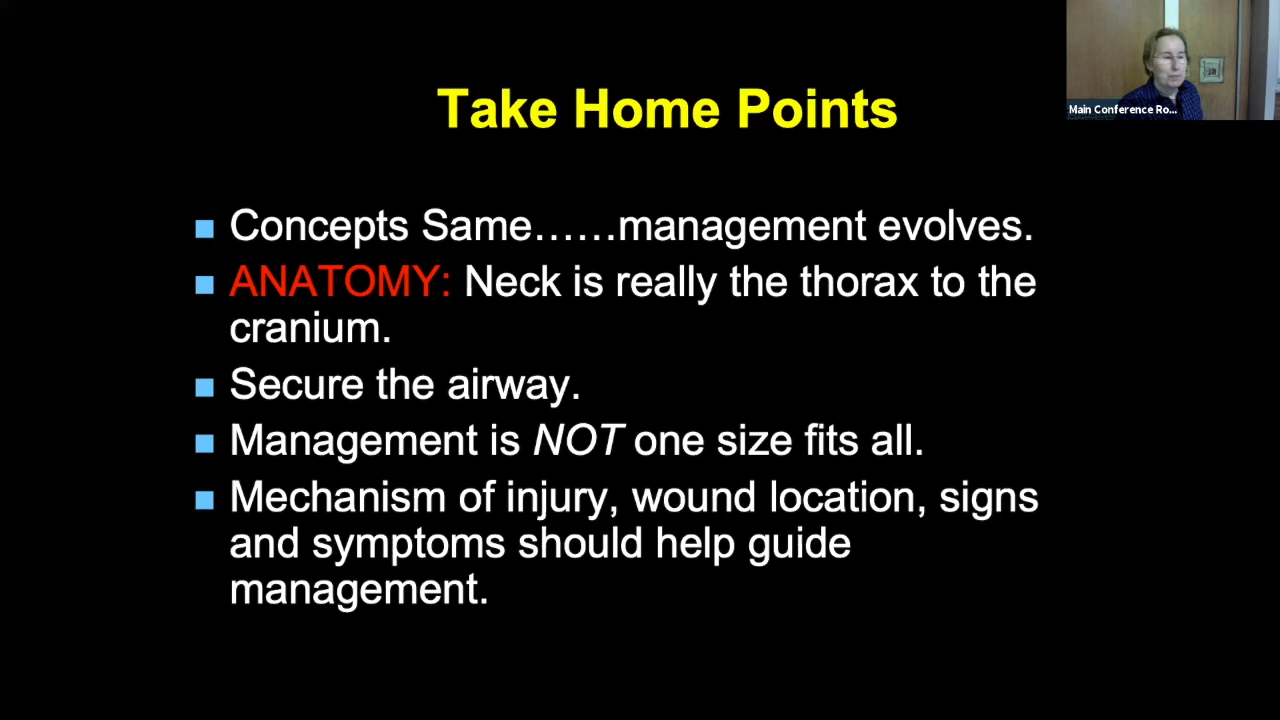 Take Home Points
Main Conference Ro...
Concepts Same……management evolves.
ANATOMY: Neck is really the thorax to the
cranium.
Secure the airway.
Management is NOT one size fits all.
Mechanism of injury, wound location, signs
and symptoms should help guide
management.